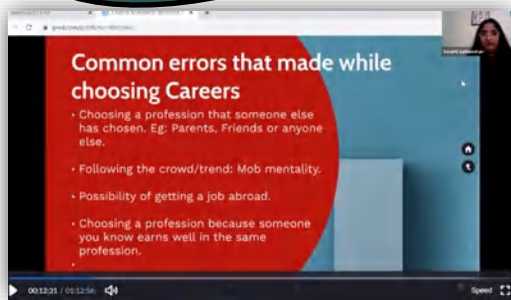 Common errors that made while
choosing Careers
• Choosing a profession that someone else
has chosen. Eg: Parents, Friends or anyone
else.
• Following the crowd/trend: Mob mentality.
• Possibility of getting a job abroad.
• Choosing a profession because someone
you know earns well in the same
profession.
•
00:12:31 / 01:12:56
Speed